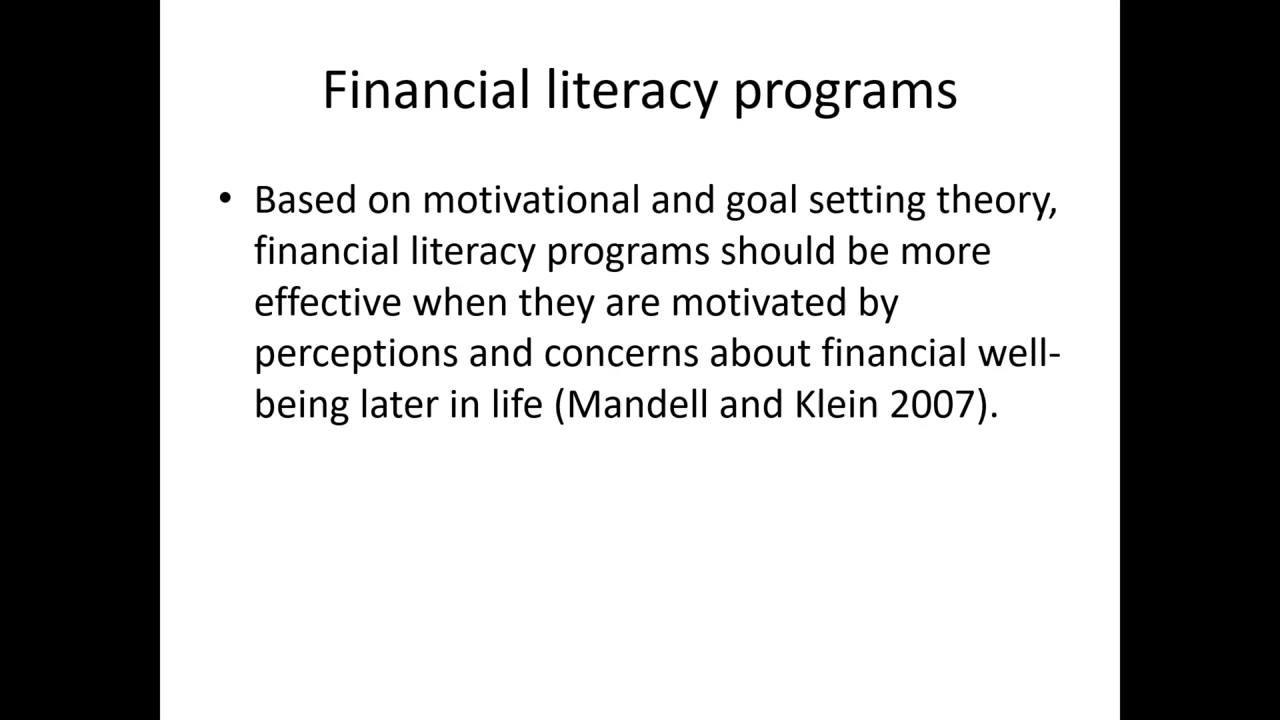 Financial literacy programs
• Based on motivational and goal setting theory,
financial literacy programs should be more
effective when they are motivated by
perceptions and concerns about financial well-
being later in life (Mandell and Klein 2007).